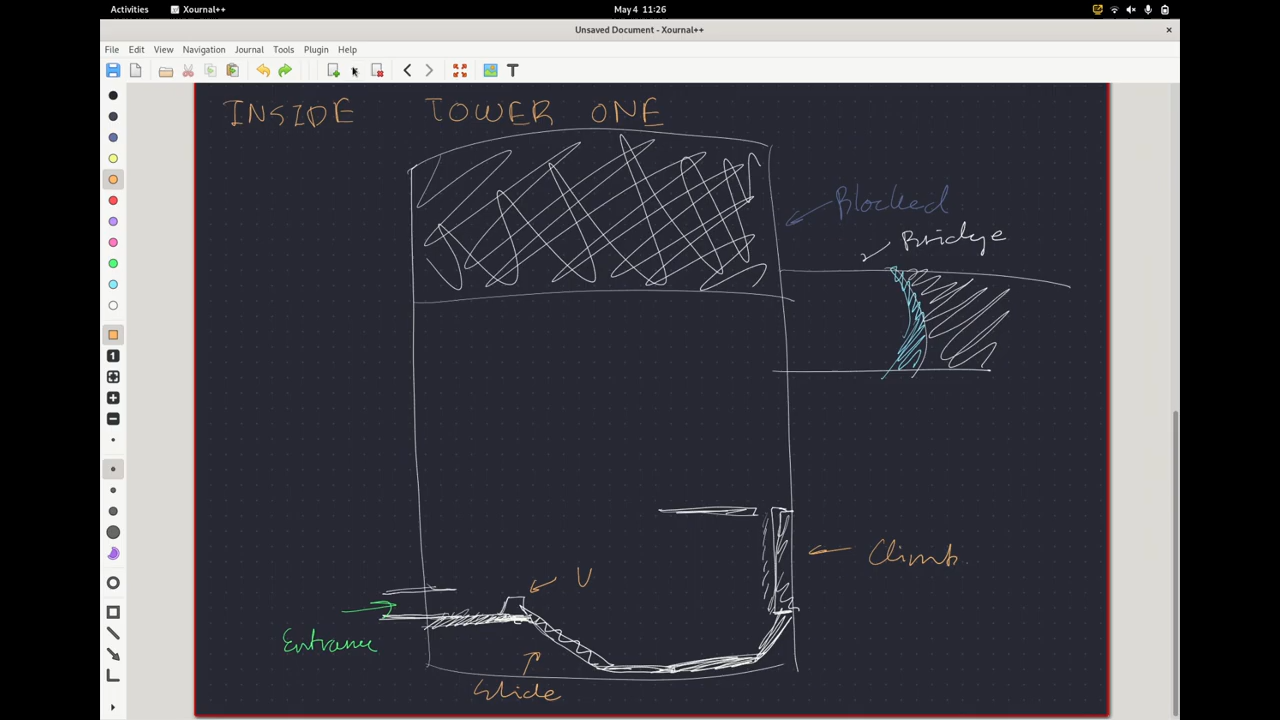 Activities Xournal++ May 4 11:26
Unsaved Document - Xournal++
File Edit View Navigation Journal Tools Plugin Help
INSIDE TOWER ONE
Blocked
Bridge
Climb
V
Entrance
Slide